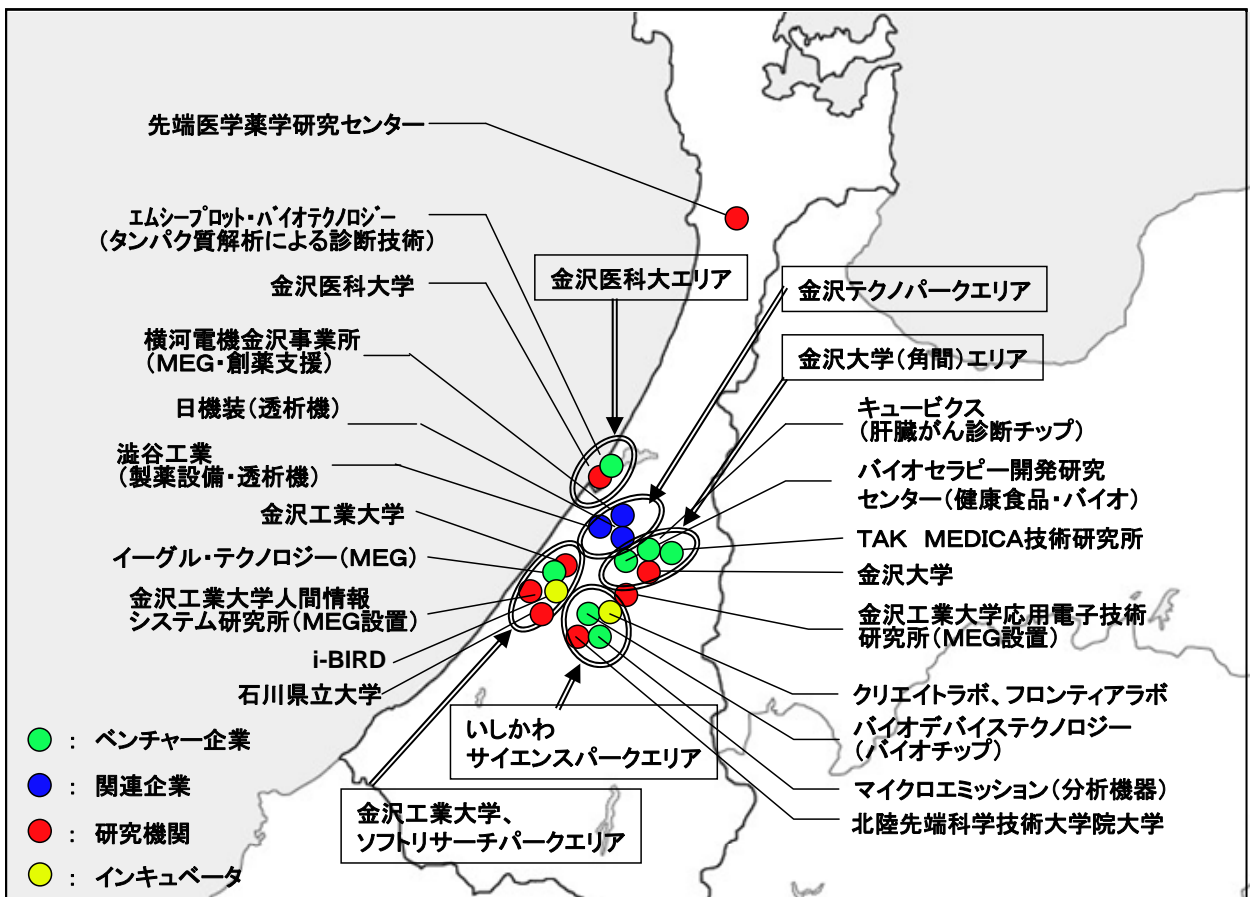 先端医学薬学研究センター
エムシープロット・バイオテクノロジー
（タンパク質解析による診断技術）
金沢医科大学
横河電機金沢事業所
（MEG・創薬支援）
日機装（透析機）
澁谷工業
（製薬設備・透析機）
金沢工業大学
イーグル・テクノロジー（MEG）
金沢工業大学人間情報
システム研究所（MEG設置）
i-BIRD
石川県立大学
金沢医科大エリア
金沢テクノパークエリア
金沢大学（角間）エリア
キュービクス
（肝臓がん診断チップ）
バイオセラピー開発研究
センター（健康食品・バイオ）
TAK　MEDICA技術研究所
金沢大学
金沢工業大学応用電子技術
研究所（MEG設置）
クリエイトラボ、フロンティアラボ
バイオデバイステクノロジー
（バイオチップ）
マイクロエミッション（分析機器）
北陸先端科学技術大学院大学
いしかわ
サイエンスパークエリア
金沢工業大学、
ソフトリサーチパークエリア
： ベンチャー企業
： 関連企業
： 研究機関
： インキュベータ